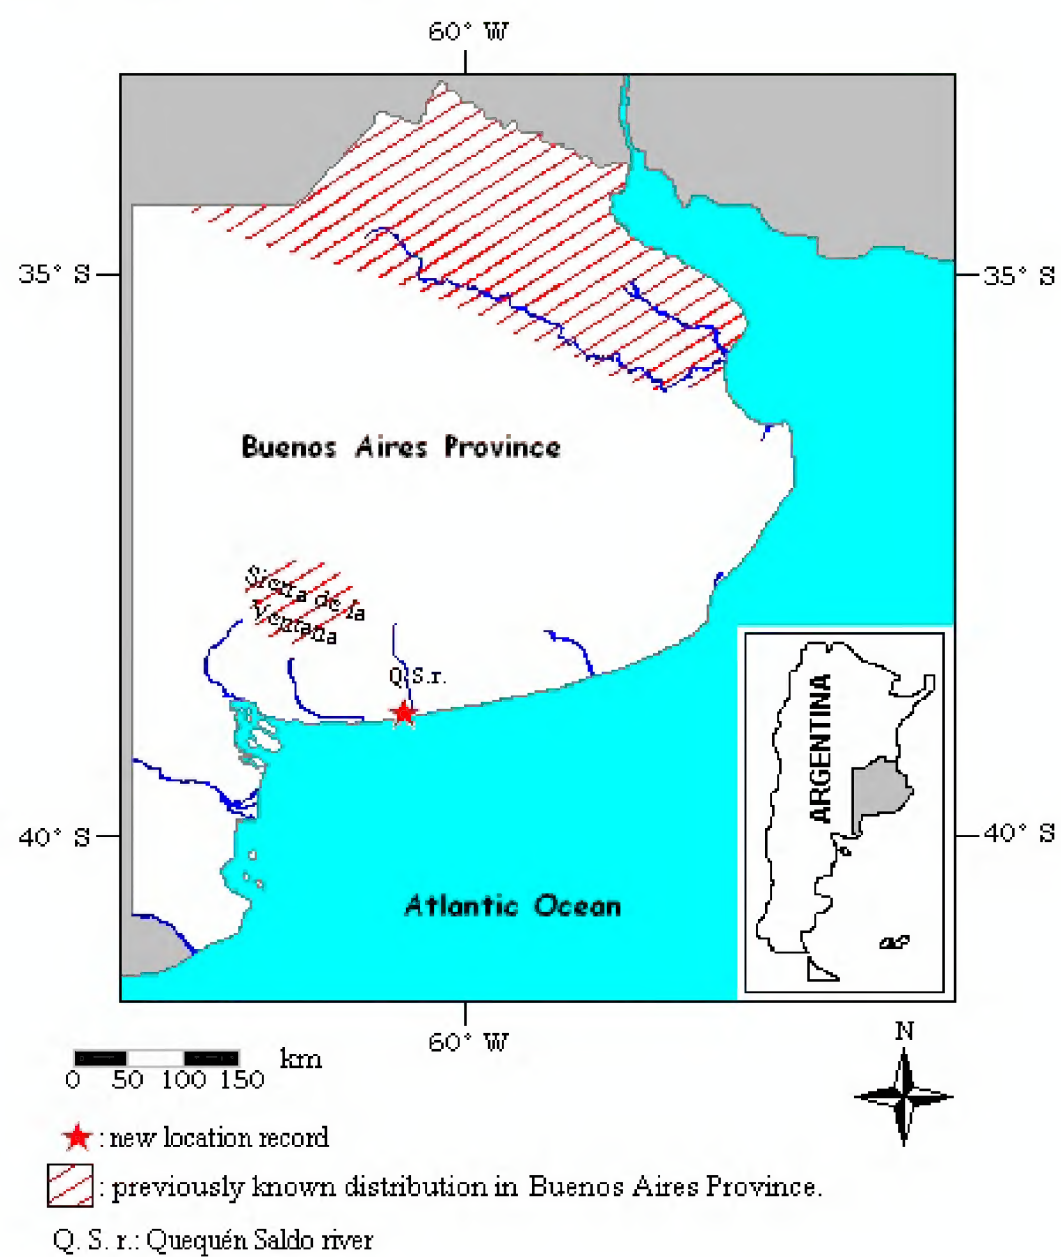 60° W
35° S
35° S
Buenos Aires Province
Sierra de la
Ventana
Q.S.r.
ARGENTINA
40° S
40° S
Atlantic Ocean
60° W
N
km
0 50 100 150
: new location record
: previously known distribution in Buenos Aires Province.
Q. S. r.: Quequén Saldo river